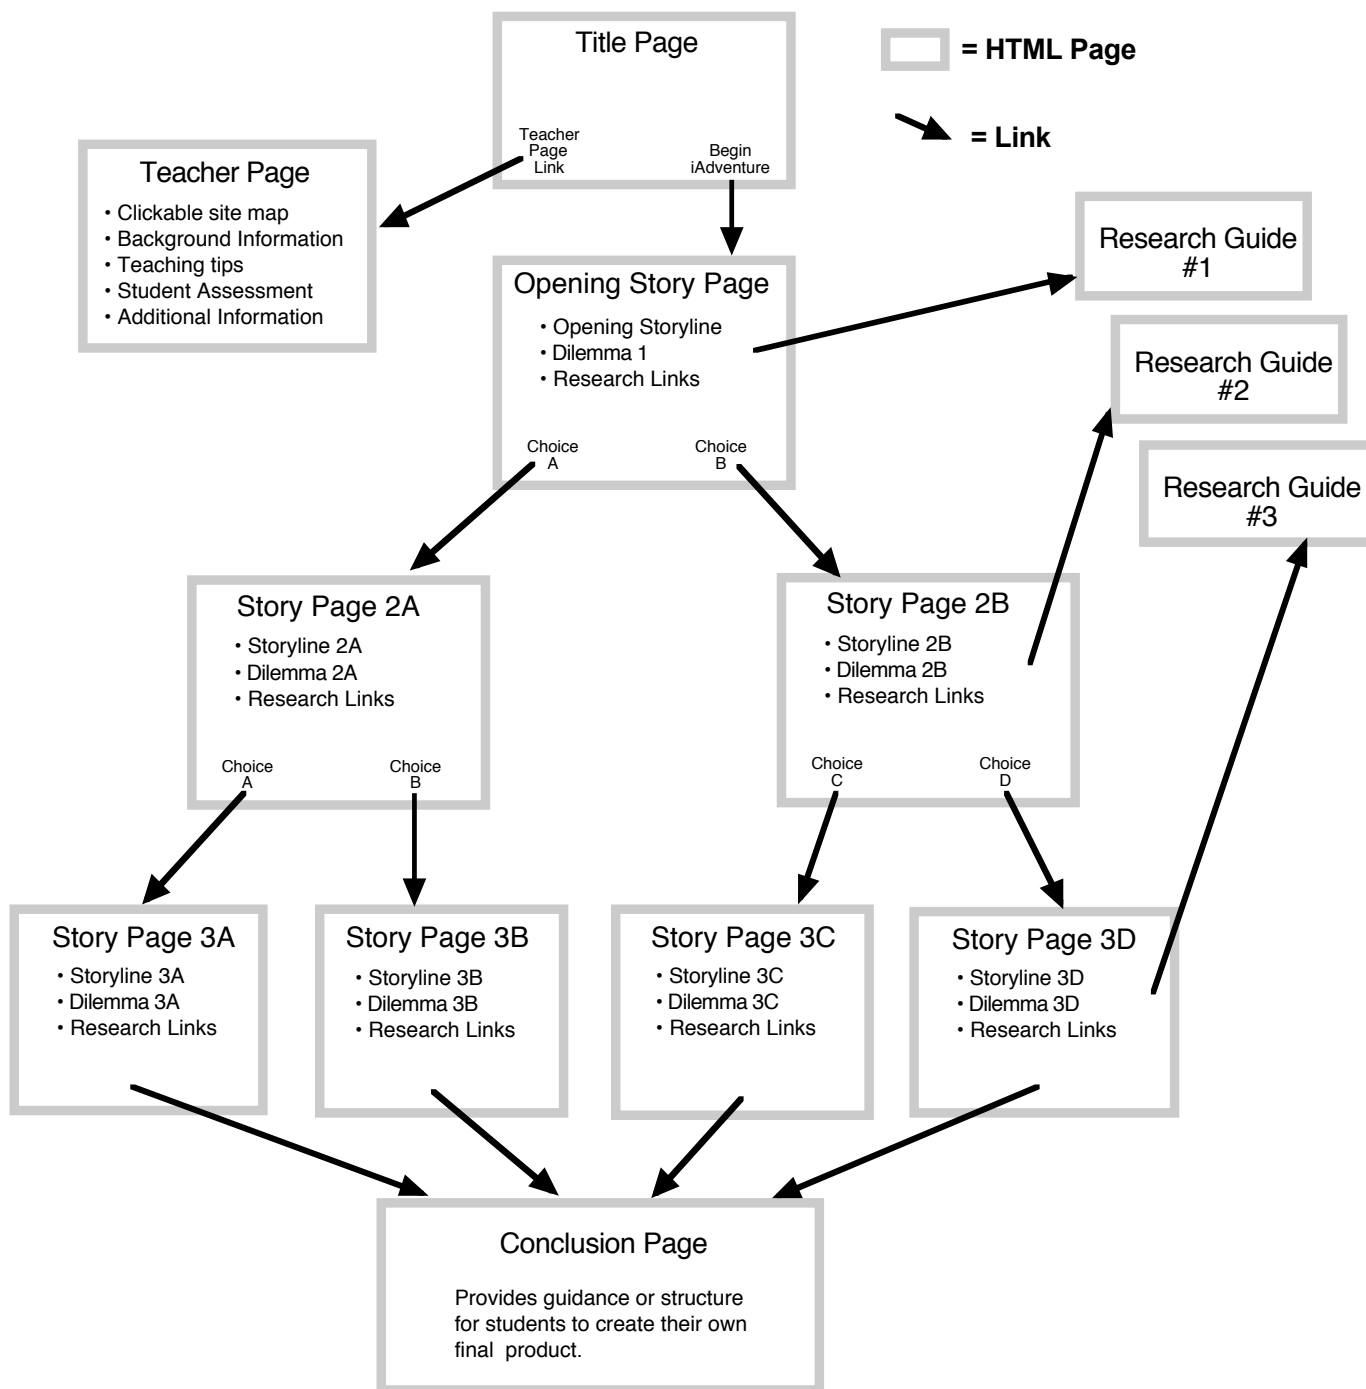 Title Page
Teacher
Page
Link
Begin
iAdventure
= HTML Page
= Link
Teacher Page
• Clickable site map
• Background Information
• Teaching tips
• Student Assessment
• Additional Information
Opening Story Page
• Opening Storyline
• Dilemma 1
• Research Links
Choice
A
Choice
B
Research Guide
#1
Research Guide
#2
Research Guide
#3
Story Page 2A
• Storyline 2A
• Dilemma 2A
• Research Links
Choice
A
Choice
B
Story Page 2B
• Storyline 2B
• Dilemma 2B
• Research Links
Choice
C
Choice
D
Story Page 3A
• Storyline 3A
• Dilemma 3A
• Research Links
Story Page 3B
• Storyline 3B
• Dilemma 3B
• Research Links
Story Page 3C
• Storyline 3C
• Dilemma 3C
• Research Links
Story Page 3D
• Storyline 3D
• Dilemma 3D
• Research Links
Conclusion Page
Provides guidance or structure
for students to create their own
final product.